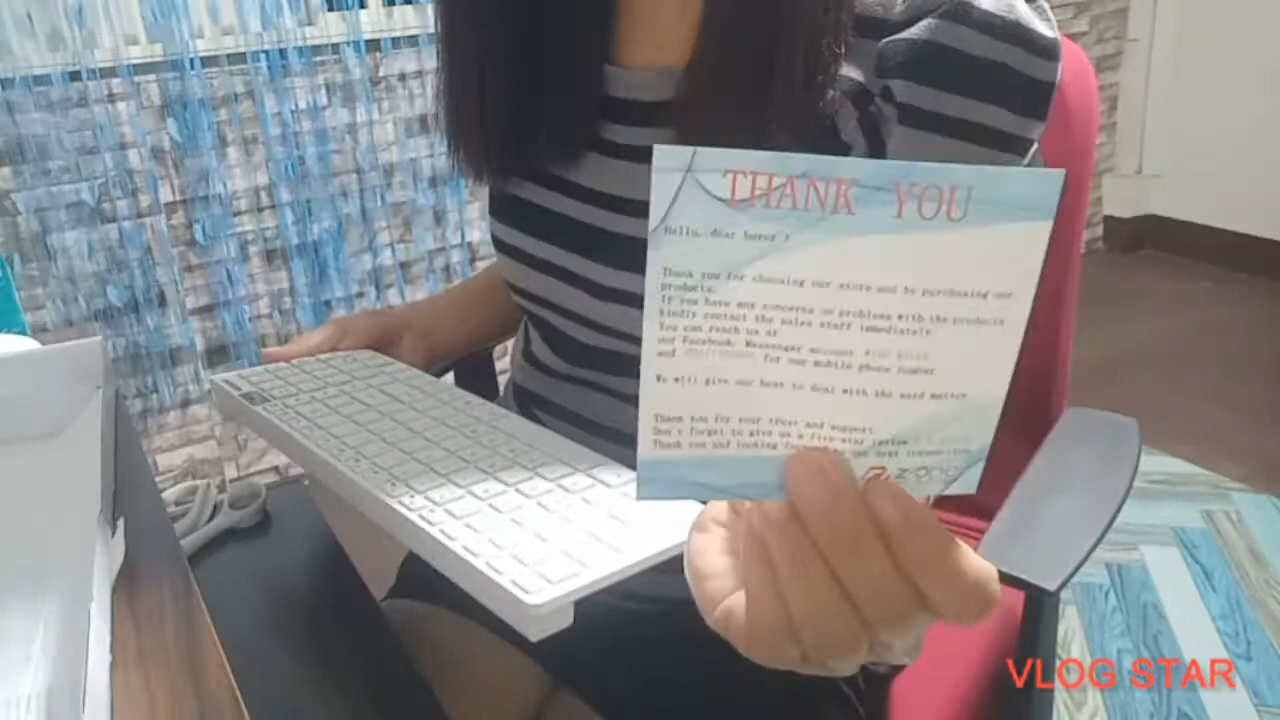 THANK YOU
Hello, dear buyer
Thank you for choosing our store and by purchasing our
products.
If you have any concerns or problems with the products
kindly contact the sales staff immediately
You can reach us at
our Facebook Messenger account
and for our mobile phone number
We will give our best to deal with the said matter
Thank you for your trust and support.
Don's forget to give us a five-star
Thank you and looking next transaction
VLOG STAR